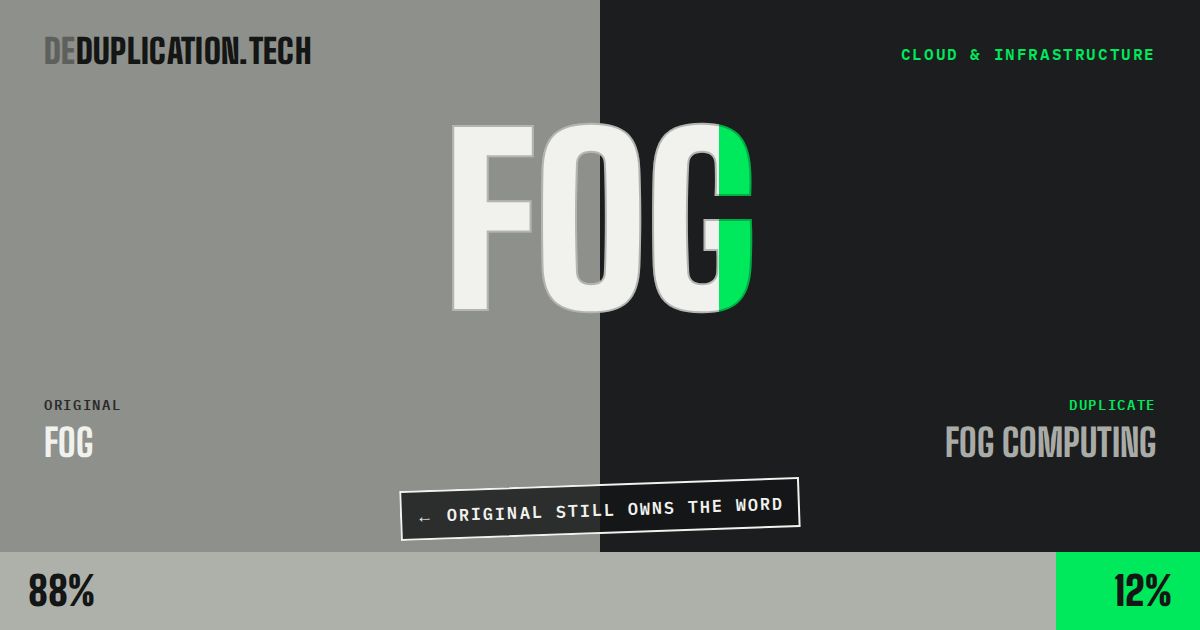 DEDUPLICATION.TECH
CLOUD & INFRASTRUCTURE
FOG
ORIGINAL
FOG
DUPLICATE
FOG COMPUTING
← ORIGINAL STILL OWNS THE WORD
88%
12%